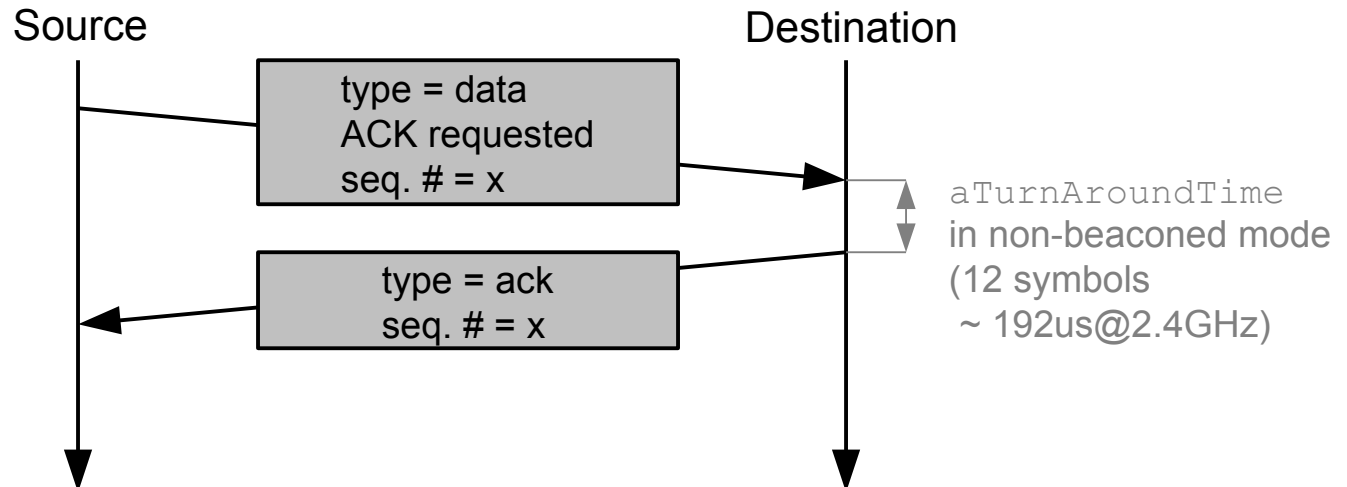 Source
Destination
type = data
ACK requested
seq. # = x
aTurnAroundTime
in non-beaconed mode
(12 symbols
~ 192us@2.4GHz)
type = ack
seq. # = x